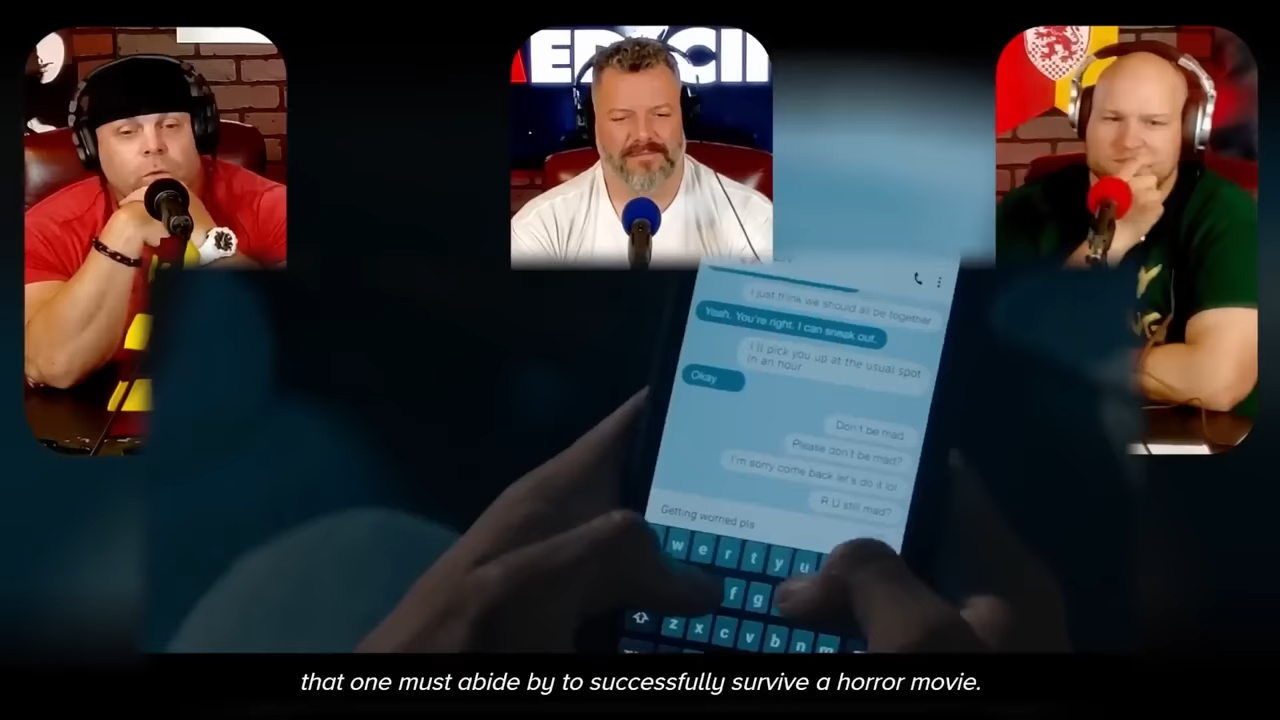 I just think we should all be together
Yeah. You're right. I can sneak out.
I'll pick you up at the usual spot
in an hour
Okay
Don't be mad
Please don't be mad?
I'm sorry come back let's do it lol
R U still mad?
Getting worried pls
w e r t y u
f g
z x c v b n m
that one must abide by to successfully survive a horror movie.